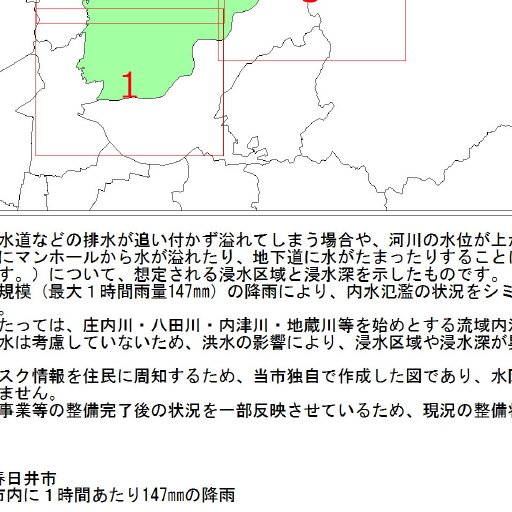 1
水道などの排水が追い付かず溢れてしまう場合や、河川の水位が上が
にマンホールから水が溢れたり、地下道に水がたまったりすること
す。）について、想定される浸水区域と浸水深を示したものです。
規模（最大１時間雨量147㎜）の降雨により、内水氾濫の状況をシミ
。
たっては、庄内川・八田川・内津川・地蔵川等を始めとする流域内
水は考慮していないため、洪水の影響により、浸水区域や浸水深が
スク情報を住民に周知するため、当市独自で作成した図であり、水
ません。
事業等の整備完了後の状況を一部反映させているため、現況の整備
春日井市
市内に１時間あたり147㎜の降雨